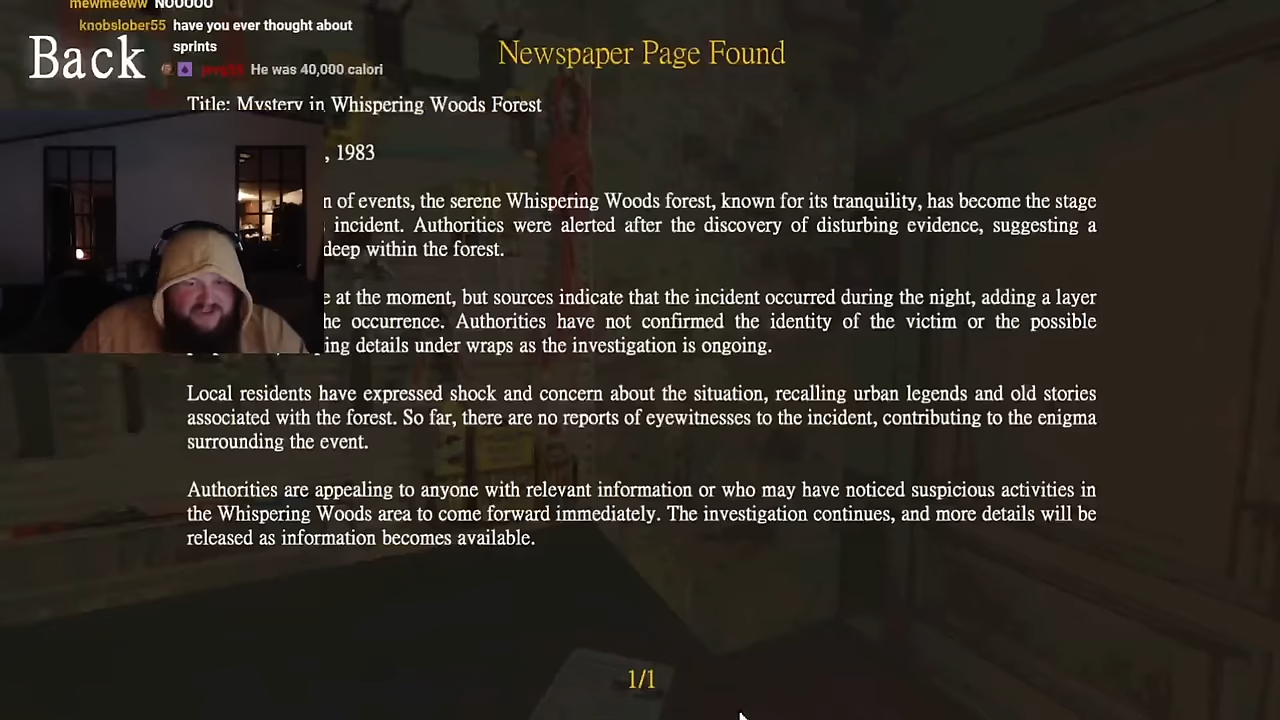 mewmeeww NOOOOO
knobslober55 have you ever thought about
sprints
Back
Newspaper Page Found
He was 40,000 calori
Title: Mystery in Whispering Woods Forest
, 1983
of events, the serene Whispering Woods forest, known for its tranquility, has become the stage
incident. Authorities were alerted after the discovery of disturbing evidence, suggesting a
deep within the forest.
at the moment, but sources indicate that the incident occurred during the night, adding a layer
occurrence. Authorities have not confirmed the identity of the victim or the possible
details under wraps as the investigation is ongoing.
Local residents have expressed shock and concern about the situation, recalling urban legends and old stories
associated with the forest. So far, there are no reports of eyewitnesses to the incident, contributing to the enigma
surrounding the event.
Authorities are appealing to anyone with relevant information or who may have noticed suspicious activities in
the Whispering Woods area to come forward immediately. The investigation continues, and more details will be
released as information becomes available.
1/1